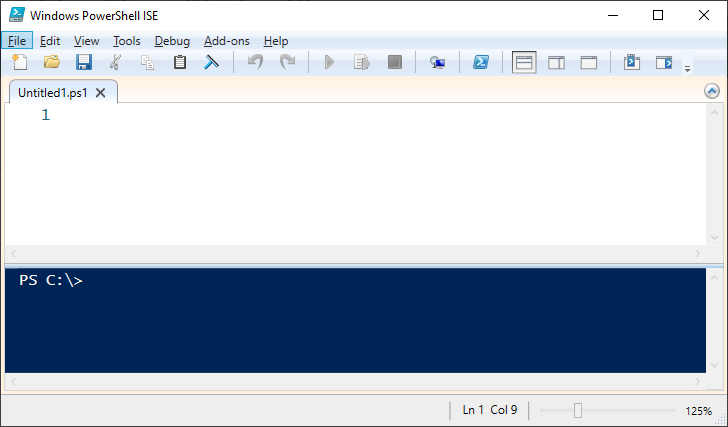 Windows PowerShell ISE
File Edit View Tools Debug Add-ons Help
Untitled1.ps1
1
PS C:\>
Ln 1 Col 9 125%